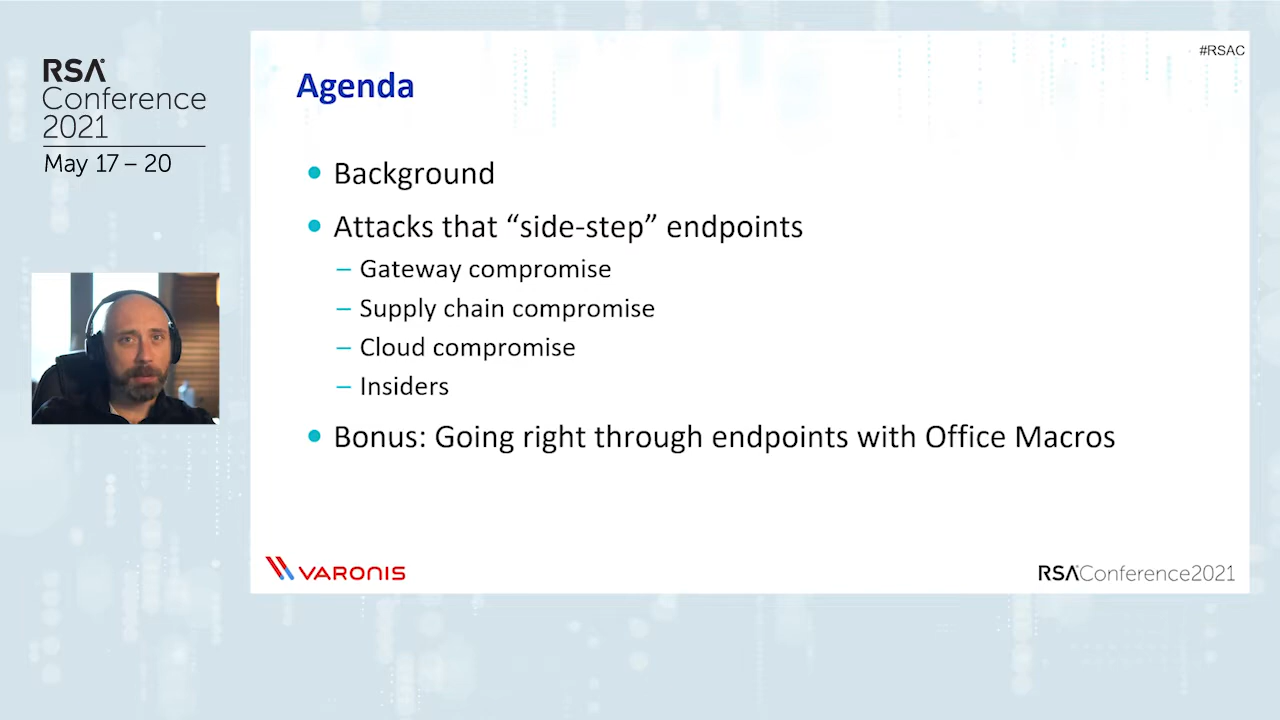 RSA
Conference
2021
May 17 – 20
#RSAC
Agenda
• Background
• Attacks that “side-step” endpoints
– Gateway compromise
– Supply chain compromise
– Cloud compromise
– Insiders
• Bonus: Going right through endpoints with Office Macros
VARONIS
RSAConference2021